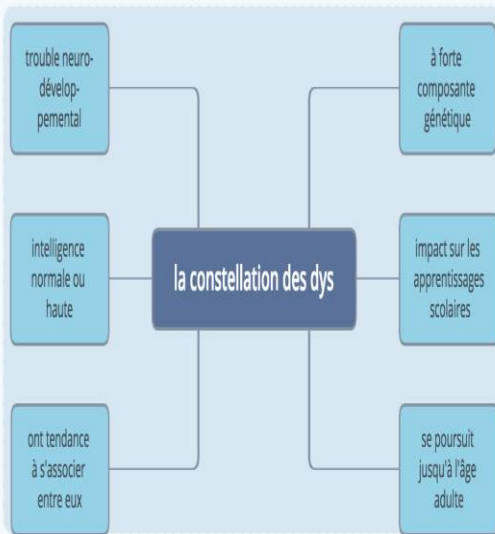 trouble neuro-
dévelop-
pemental
à forte
composante
génétique
intelligence
normale ou
haute
la constellation des dys
impact sur les
apprentissages
scolaires
ont tendance
à s'associer
entre eux
se poursuit
jusqu'à l'âge
adulte